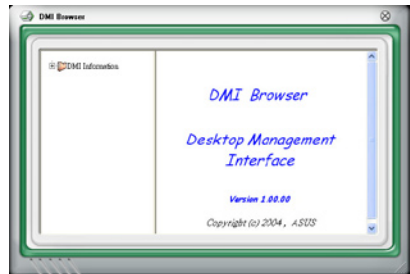 DMI Browser
DMI Information
DMI Browser
Desktop Management
Interface
Version 1.00.00
Copyright (c) 2004, ASUS